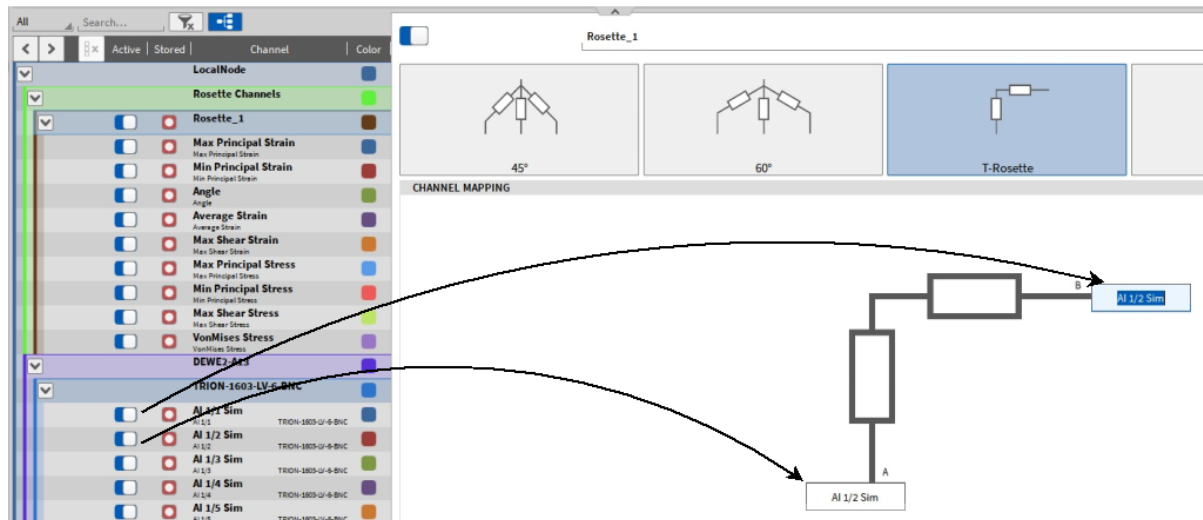 All
Search...
Rosette_1
Active Stored Channel Color
LocalNode
Rosette Channels
Rosette_1
Max Principal Strain
Max Principal Strain
Min Principal Strain
Min Principal Strain
Angle
Angle
Average Strain
Average Strain
Max Shear Strain
Max Shear Strain
Max Principal Stress
Max Principal Stress
Min Principal Stress
Min Principal Stress
Max Shear Stress
Max Shear Stress
VonMises Stress
VonMises Stress
DEWE2-A13
TRION-1603-LV-6-BNC
AI 1/1 Sim
AI 1/1 TRION-1603-LV-6-BNC
AI 1/2 Sim
AI 1/2 TRION-1603-LV-6-BNC
AI 1/3 Sim
AI 1/3 TRION-1603-LV-6-BNC
AI 1/4 Sim
AI 1/4 TRION-1603-LV-6-BNC
AI 1/5 Sim
AI 1/5 TRION-1603-LV-6-BNC
45°
60°
T-Rosette
CHANNEL MAPPING
B
AI 1/2 Sim
A
AI 1/2 Sim